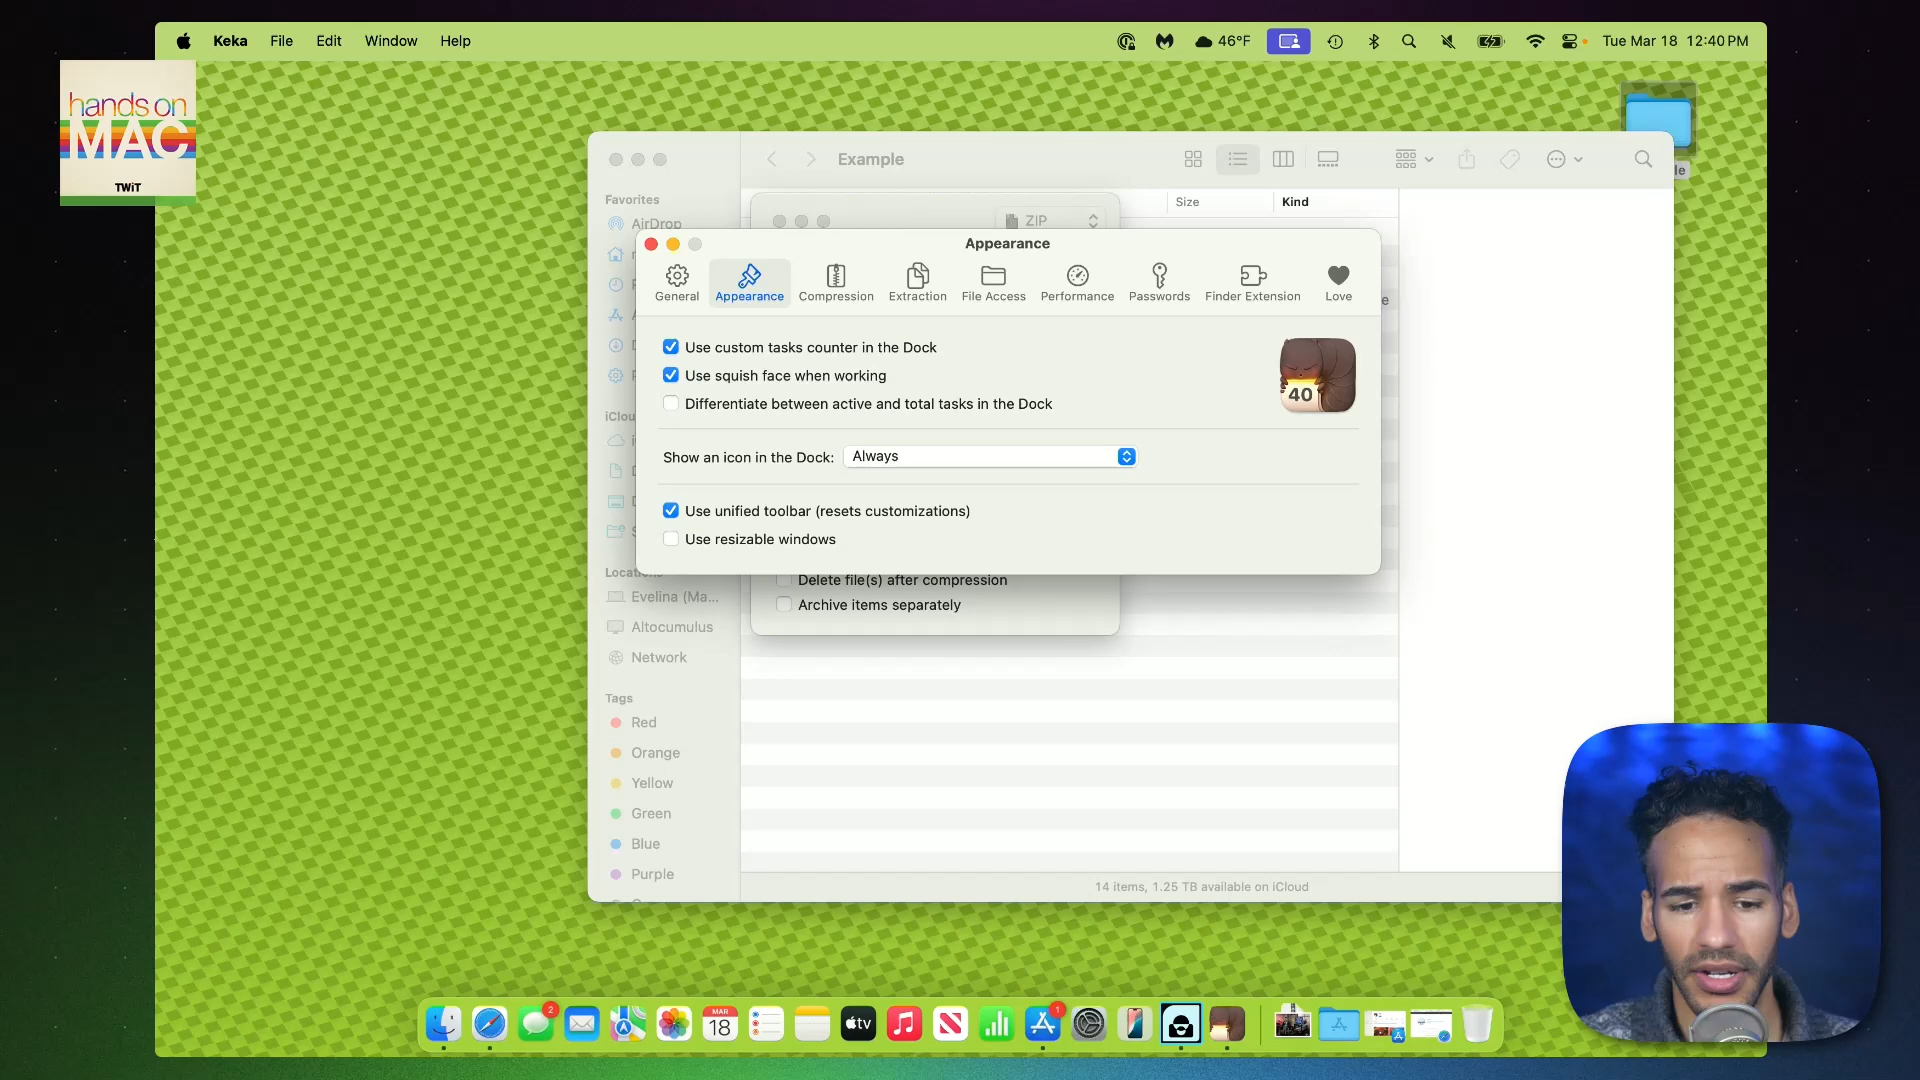 Keka File Edit Window Help
46°F
Tue Mar 18 12:40 PM
hands on
MAC
TWiT
Example
Favorites
AirDrop
Size
Kind
ZIP
Appearance
General
Appearance
Compression
Extraction
File Access
Performance
Passwords
Finder Extension
Love
Use custom tasks counter in the Dock
Use squish face when working
Differentiate between active and total tasks in the Dock
40
Show an icon in the Dock: Always
Use unified toolbar (resets customizations)
Use resizable windows
Delete file(s) after compression
Archive items separately
Evelina (Ma...
Altocumulus
Network
Tags
Red
Orange
Yellow
Green
Blue
Purple
14 items, 1.25 TB available on iCloud
2
MAR
18
tv
1